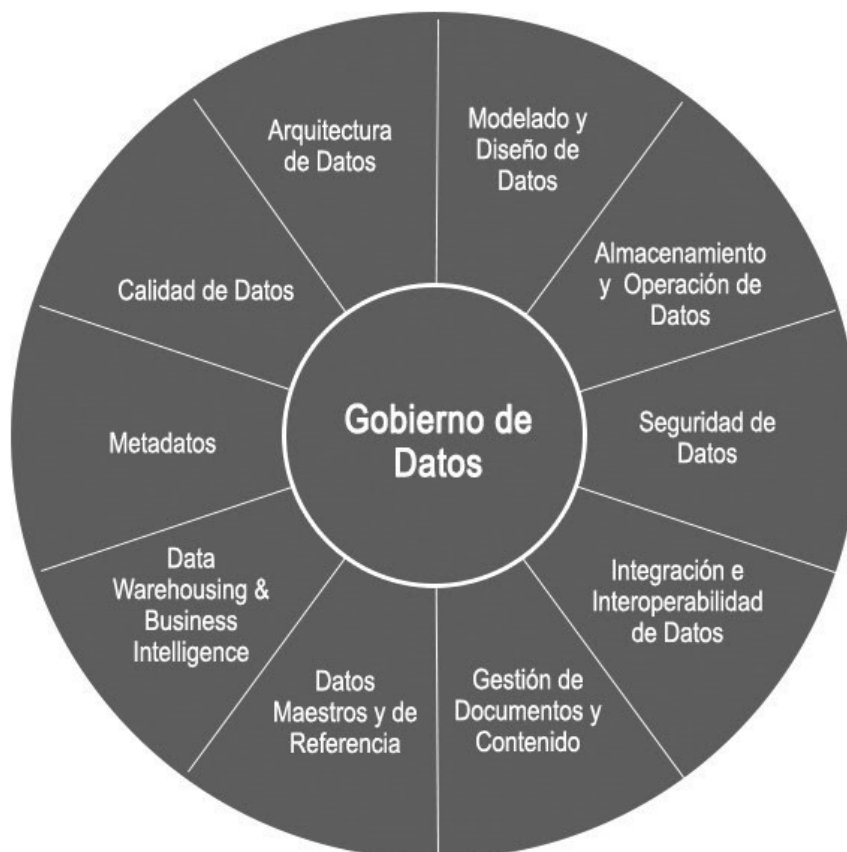 Arquitectura
de Datos
Modelado y
Diseño de
Datos
Almacenamiento
y Operación de
Datos
Seguridad de
Datos
Integración e
Interoperabilidad
de Datos
Gestión de
Documentos y
Contenido
Datos
Maestros y de
Referencia
Data
Warehousing &
Business
Intelligence
Metadatos
Calidad de Datos
Gobierno de
Datos